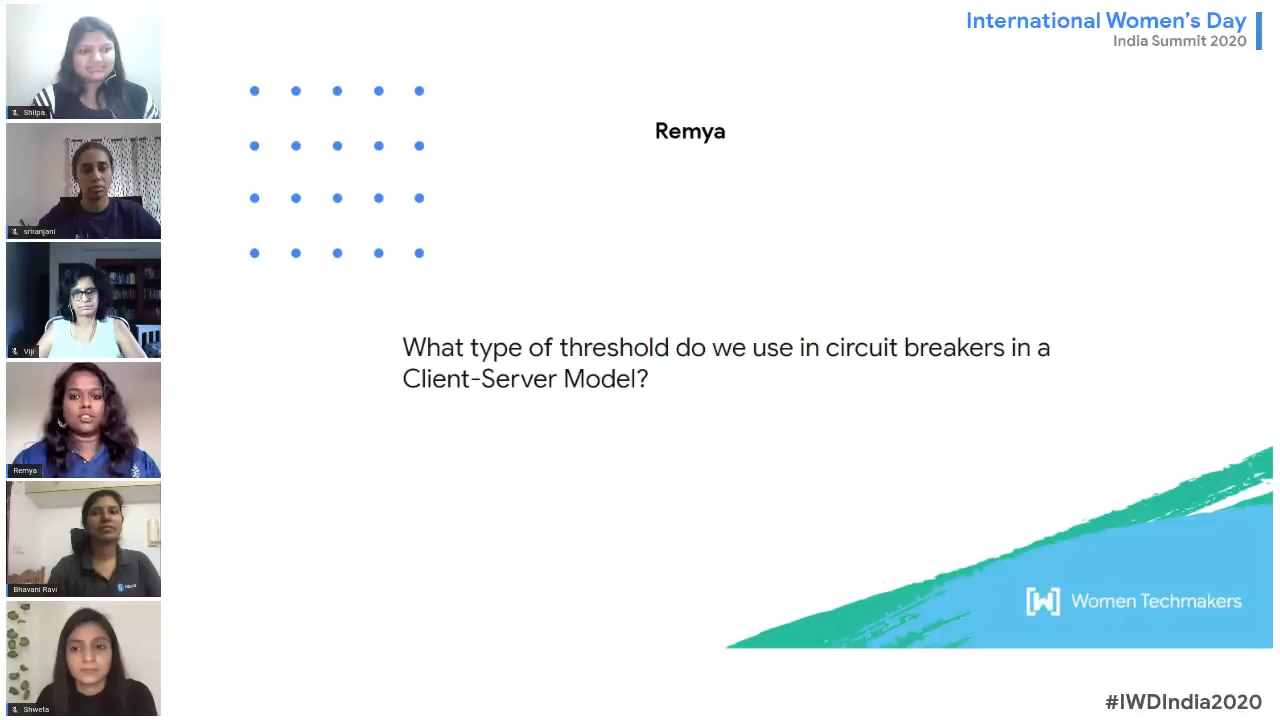 International Women's Day
India Summit 2020
Shilpa
sriranjani
Viji
Remya
Bhavani Ravi
Shweta
Remya
What type of threshold do we use in circuit breakers in a
Client-Server Model?
Women Techmakers
#IWDIndia2020